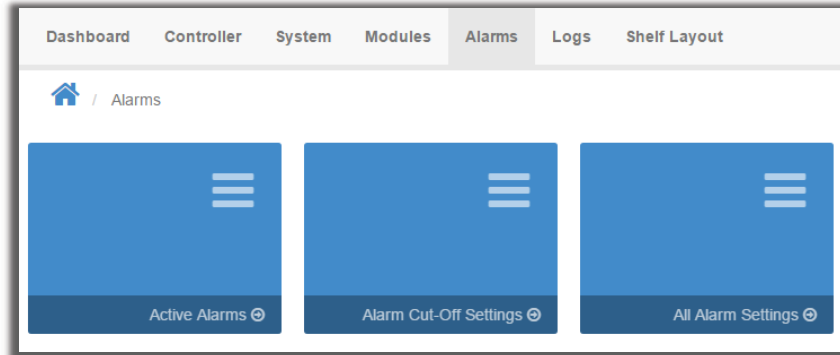 Dashboard Controller System Modules Alarms Logs Shelf Layout
/ Alarms
Active Alarms Alarm Cut-Off Settings All Alarm Settings